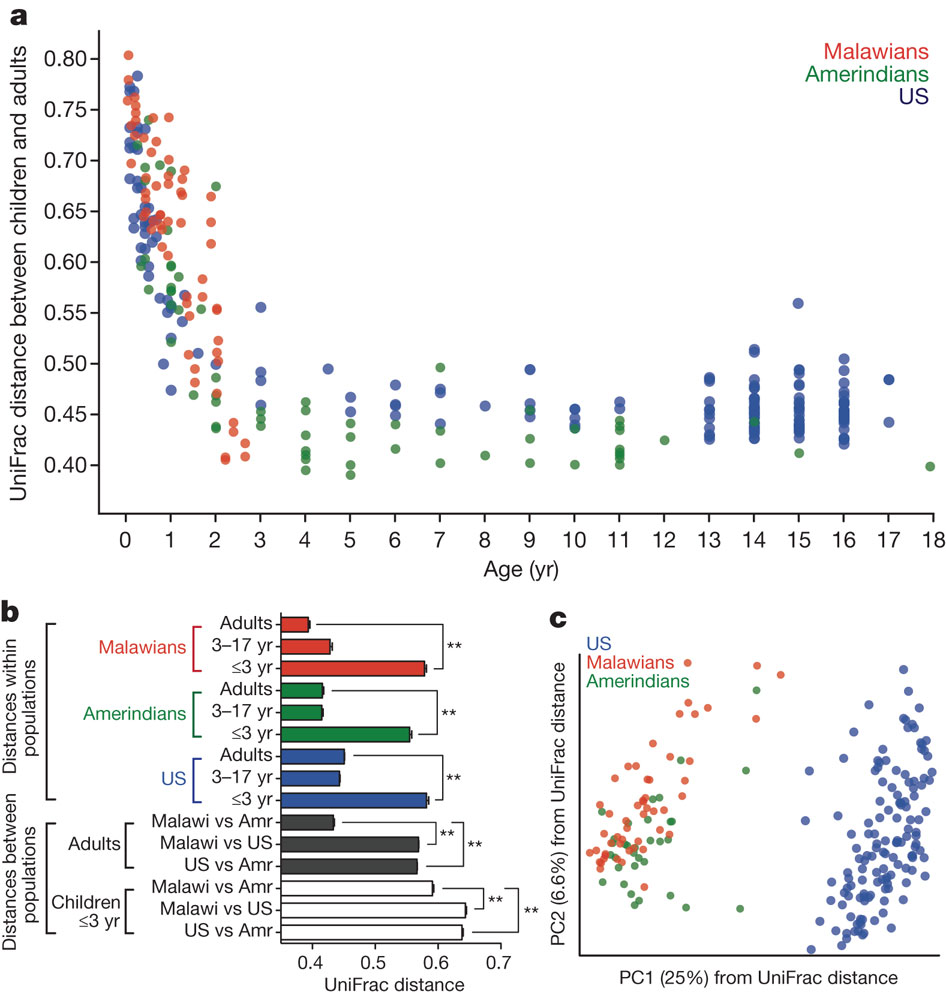 a
UniFrac distance between children and adults
0.80
0.75
0.70
0.65
0.60
0.55
0.50
0.45
0.40
Malawians
Amerindians
US
0 1 2 3 4 5 6 7 8 9 10 11 12 13 14 15 16 17 18
Age (yr)
b
Distances within
populations
Malawians
Adults
3–17 yr
≤3 yr
**
Amerindians
Adults
3–17 yr
≤3 yr
**
US
Adults
3–17 yr
≤3 yr
**
Distances between
populations
Adults
Malawi vs Amr
Malawi vs US
US vs Amr
**
**
Children
≤3 yr
Malawi vs Amr
Malawi vs US
US vs Amr
**
**
0.4 0.5 0.6 0.7
UniFrac distance
c
US
Malawians
Amerindians
PC2 (6.6%) from UniFrac distance
PC1 (25%) from UniFrac distance